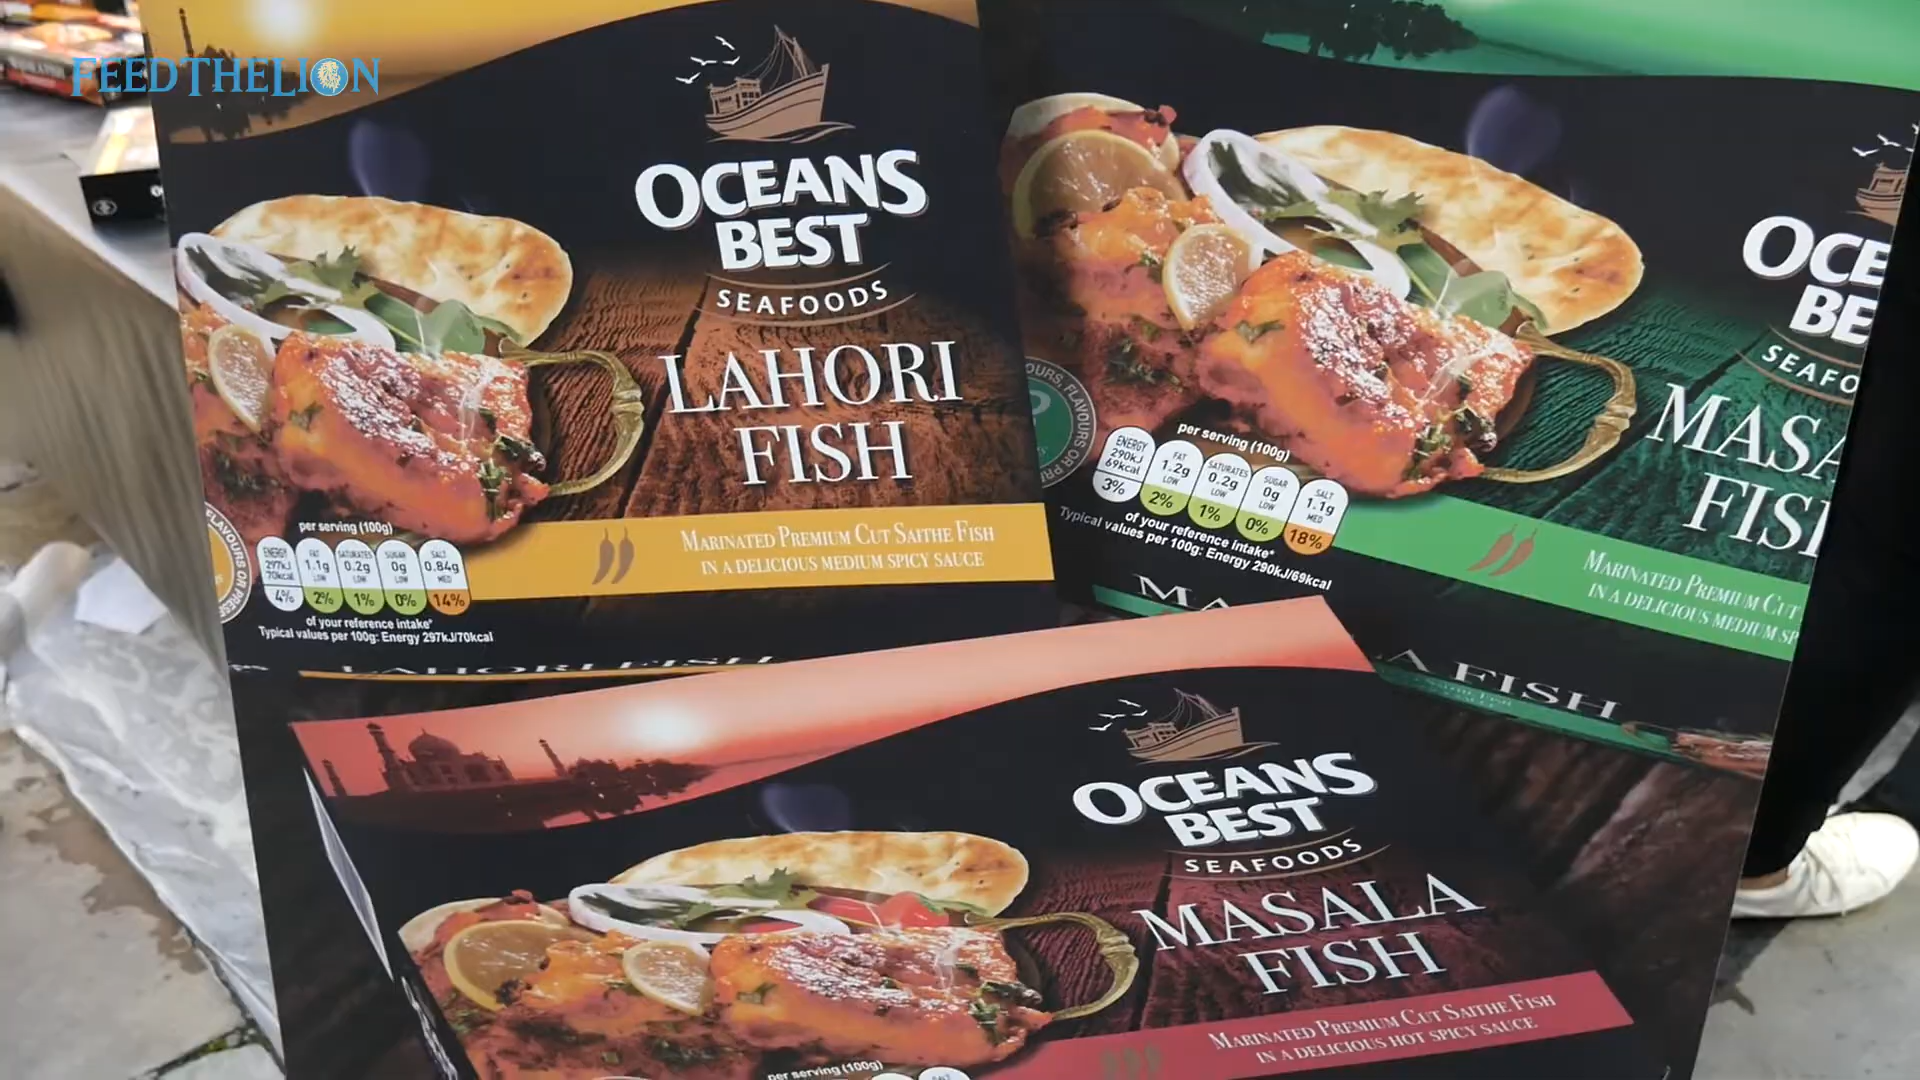 FEEDTHELION
OCEANS
BEST
SEAFOODS
LAHORI
FISH
MARINATED PREMIUM CUT SAITHE FISH
IN A DELICIOUS MEDIUM SPICY SAUCE
per serving (100g)
ENERGY 297kJ 70kcal 4%
FAT 1.1g LOW 2%
SATURATES 0.2g LOW 1%
SUGAR 0g LOW 0%
SALT 0.84g MED 14%
of your reference intake*
Typical values per 100g: Energy 297kJ/70kcal
LAHORI FISH
OCE
BE
SEAFO
MASA
FIS
MARINATED PREMIUM CUT
IN A DELICIOUS MEDIUM SP
per serving (100g)
ENERGY 290kJ 69kcal 3%
FAT 1.2g LOW 2%
SATURATES 0.2g LOW 1%
SUGAR 0g LOW 0%
SALT 1.1g MED 18%
of your reference intake*
Typical values per 100g: Energy 290kJ/69kcal
MA
A FISH
OCEANS
BEST
SEAFOODS
MASALA
FISH
MARINATED PREMIUM CUT SAITHE FISH
IN A DELICIOUS HOT SPICY SAUCE
per serving (100g)